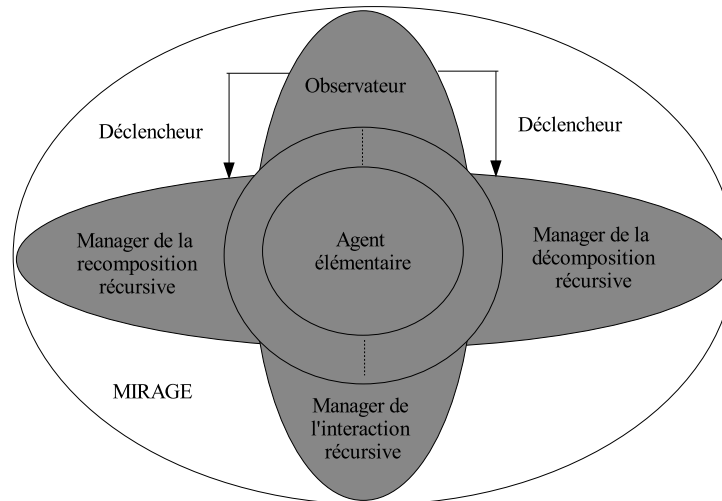 Observateur
Déclencheur
Déclencheur
Manager de la
recomposition
récursive
Agent
élémentaire
Manager de la
décomposition
récursive
MIRAGE
Manager de
l'interaction
récursive